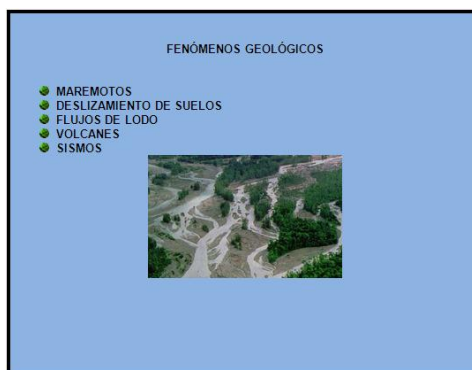 FENÓMENOS GEOLÓGICOS
MAREMOTOS
DESLIZAMIENTO DE SUELOS
FLUJOS DE LODO
VOLCANES
SISMOS